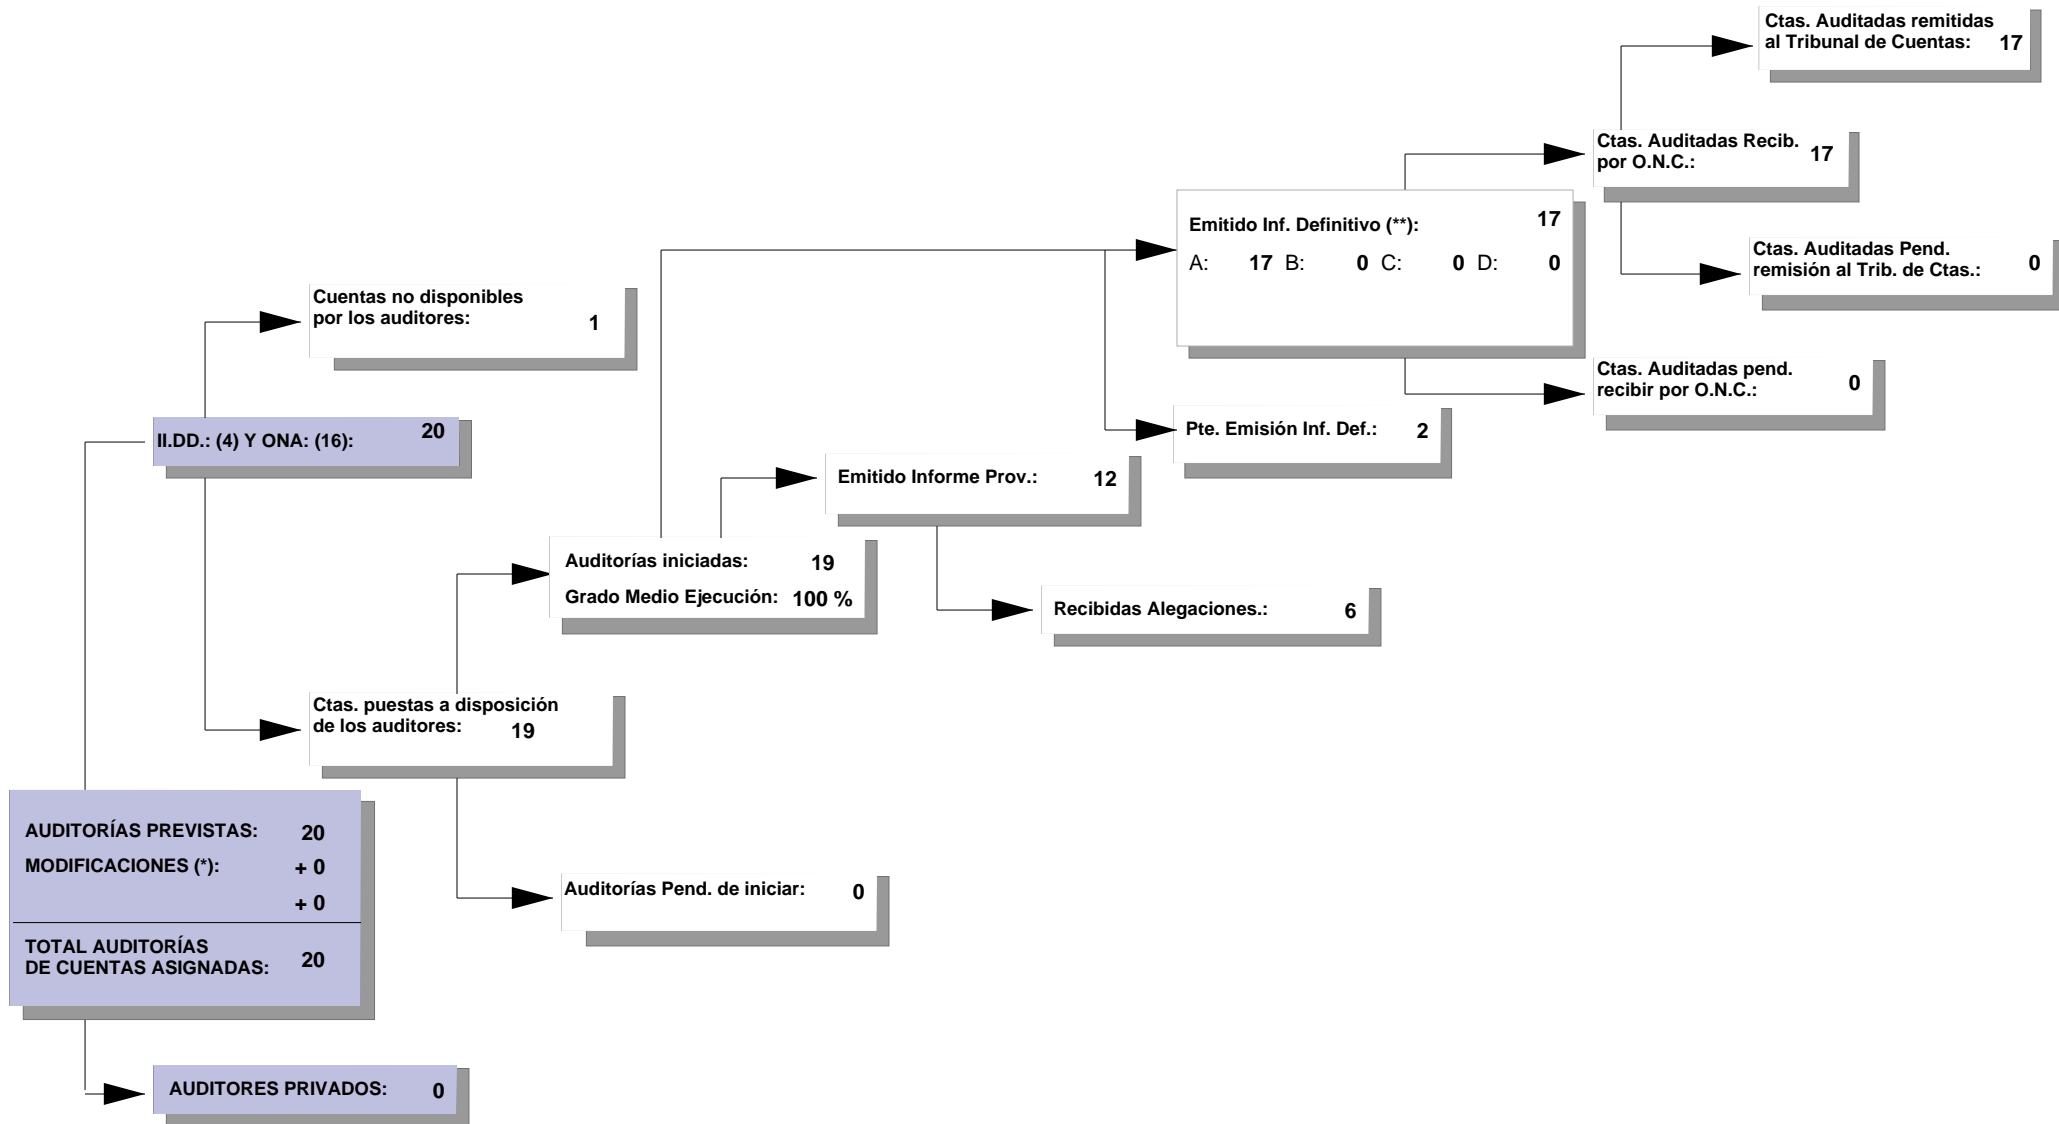 Ctas. Auditadas remitidas
al Tribunal de Cuentas: 17
Ctas. Auditadas Recib.
por O.N.C.: 17
Emitido Inf. Definitivo (**): 17
A: 17 B: 0 C: 0 D: 0
Ctas. Auditadas Pend.
remisión al Trib. de Ctas.: 0
Cuentas no disponibles
por los auditores: 1
Ctas. Auditadas pend.
recibir por O.N.C.: 0
II.DD.: (4) Y ONA: (16): 20
Pte. Emisión Inf. Def.: 2
Emitido Informe Prov.: 12
Auditorías iniciadas: 19
Grado Medio Ejecución: 100 %
Recibidas Alegaciones.: 6
Ctas. puestas a disposición
de los auditores: 19
AUDITORÍAS PREVISTAS: 20
MODIFICACIONES (*): + 0
+ 0
TOTAL AUDITORÍAS
DE CUENTAS ASIGNADAS: 20
Auditorías Pend. de iniciar: 0
AUDITORES PRIVADOS: 0